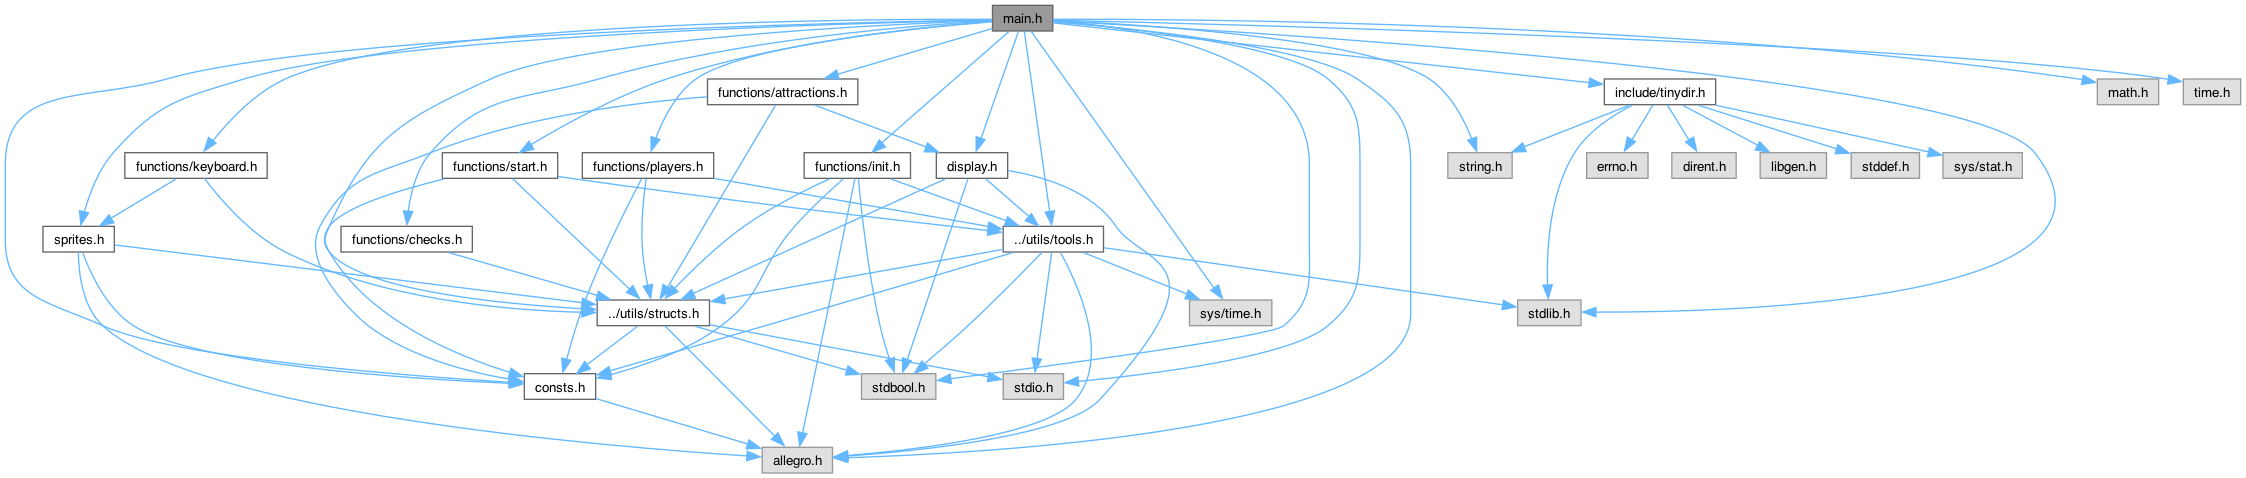 main.h
functions/attractions.h
include/tinydir.h
math.h
time.h
functions/keyboard.h
functions/start.h
functions/players.h
functions/init.h
display.h
string.h
errno.h
dirent.h
libgen.h
stddef.h
sys/stat.h
sprites.h
functions/checks.h
../utils/tools.h
../utils/structs.h
sys/time.h
stdlib.h
consts.h
stdbool.h
stdio.h
allegro.h